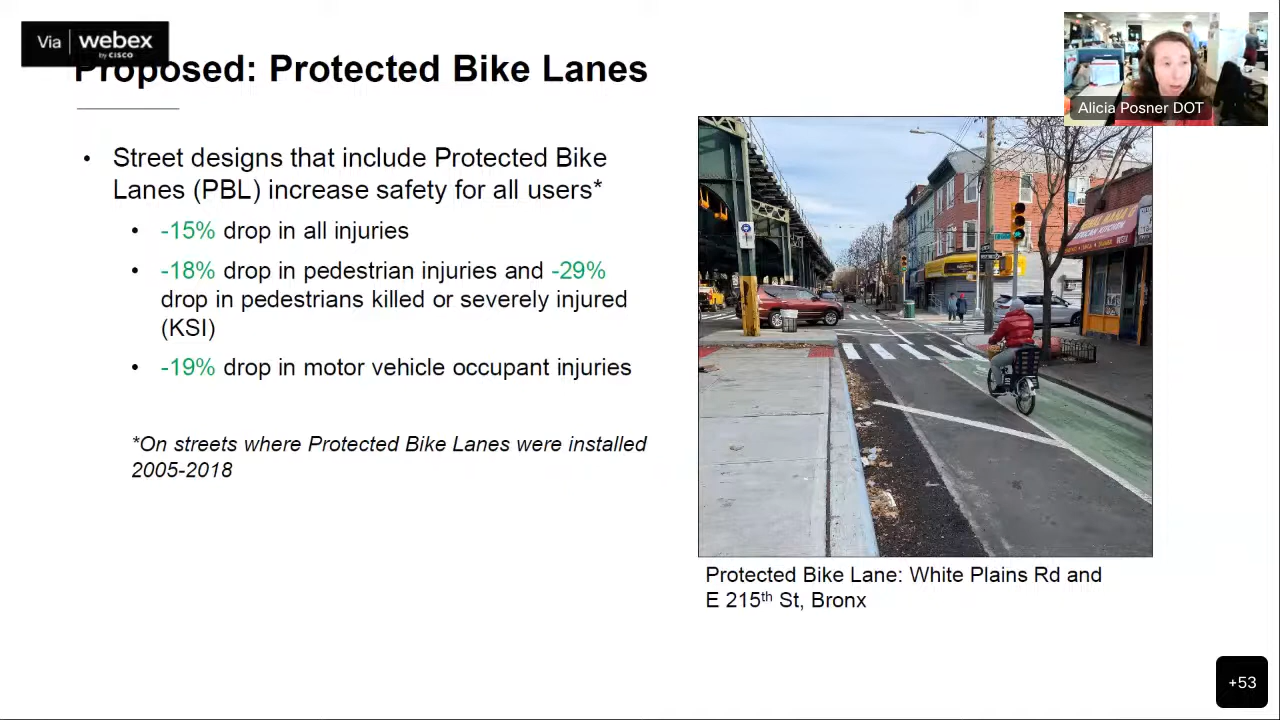 Via webex
by CISCO
Proposed: Protected Bike Lanes
Alicia Posner DOT
• Street designs that include Protected Bike
Lanes (PBL) increase safety for all users*
• -15% drop in all injuries
• -18% drop in pedestrian injuries and -29%
drop in pedestrians killed or severely injured
(KSI)
• -19% drop in motor vehicle occupant injuries
*On streets where Protected Bike Lanes were installed
2005-2018
Protected Bike Lane: White Plains Rd and
E 215th St, Bronx
+53